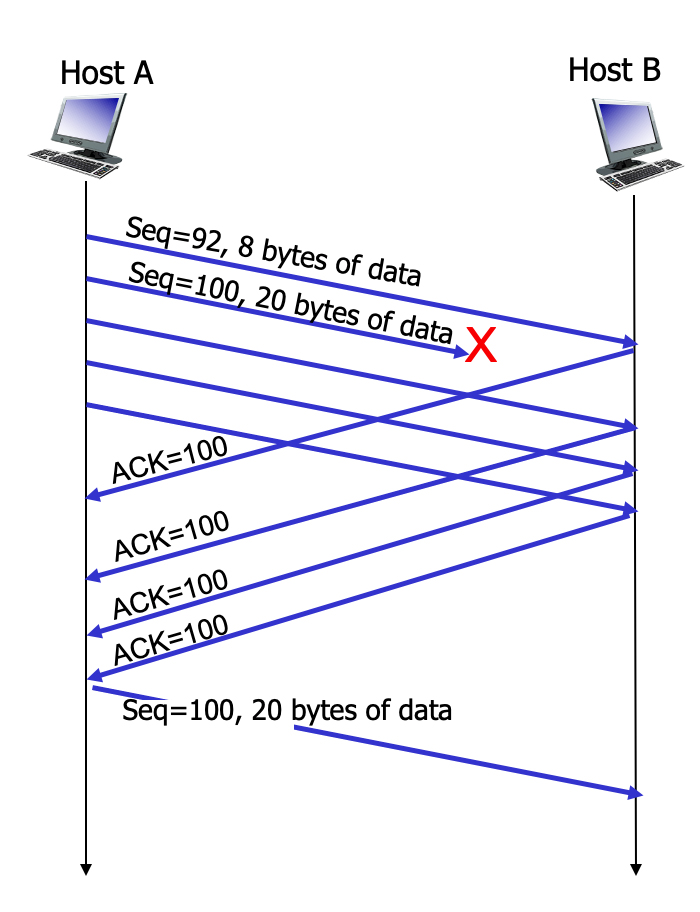 Host A
Host B
Seq=92, 8 bytes of data
Seq=100, 20 bytes of data
X
ACK=100
ACK=100
ACK=100
ACK=100
Seq=100, 20 bytes of data